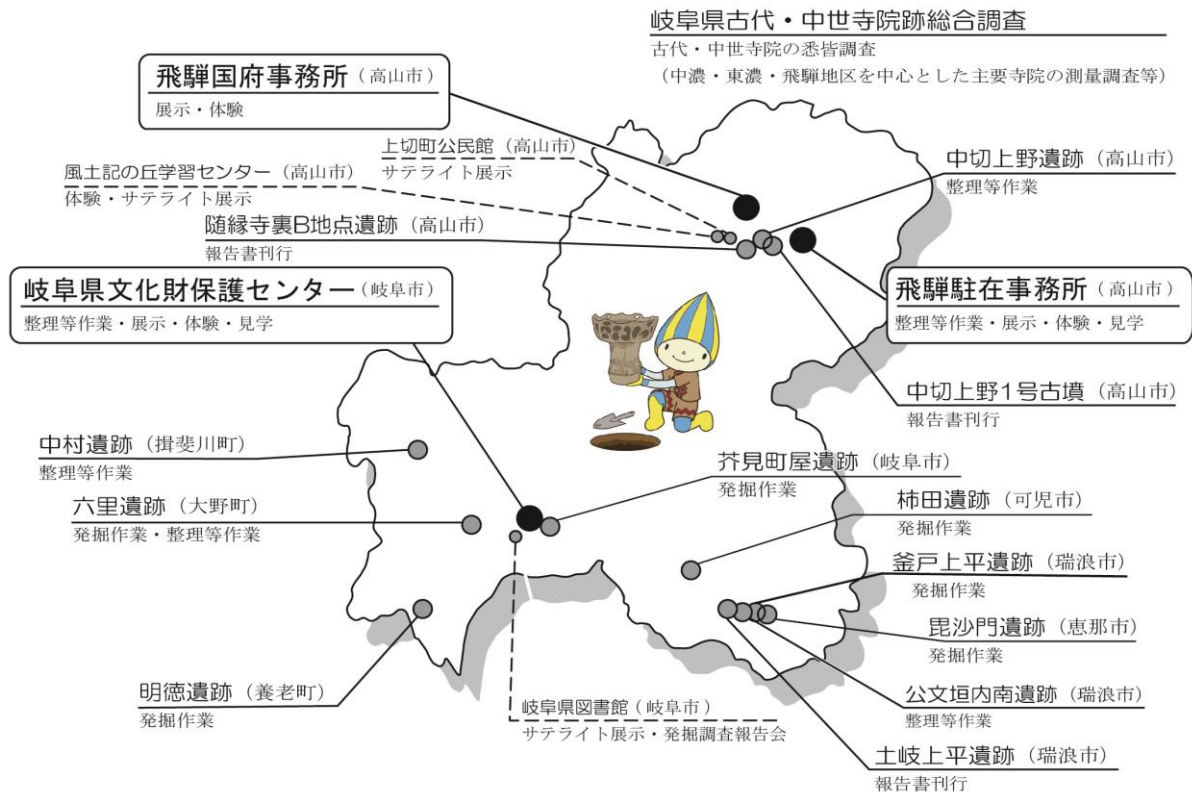 岐阜県古代・中世寺院跡総合調査
古代・中世寺院の悉皆調査
(中濃・東濃・飛騨地区を中心とした主要寺院の測量調査等)
飛騨国府事務所(高山市)
展示・体験
上切町公民館(高山市)
サテライト展示
風土記の丘学習センター(高山市)
体験・サテライト展示
随縁寺裏B地点遺跡(高山市)
報告書刊行
中切上野遺跡(高山市)
整理等作業
岐阜県文化財保護センター(岐阜市)
整理等作業・展示・体験・見学
飛騨駐在事務所(高山市)
整理等作業・展示・体験・見学
中切上野1号古墳(高山市)
報告書刊行
中村遺跡(揖斐川町)
整理等作業
芥見町屋遺跡(岐阜市)
発掘作業
六里遺跡(大野町)
発掘作業・整理等作業
柿田遺跡(可児市)
発掘作業
釜戸上平遺跡(瑞浪市)
発掘作業
毘沙門遺跡(恵那市)
発掘作業
明徳遺跡(養老町)
発掘作業
岐阜県図書館(岐阜市)
サテライト展示・発掘調査報告会
公文垣内南遺跡(瑞浪市)
整理等作業
土岐上平遺跡(瑞浪市)
報告書刊行